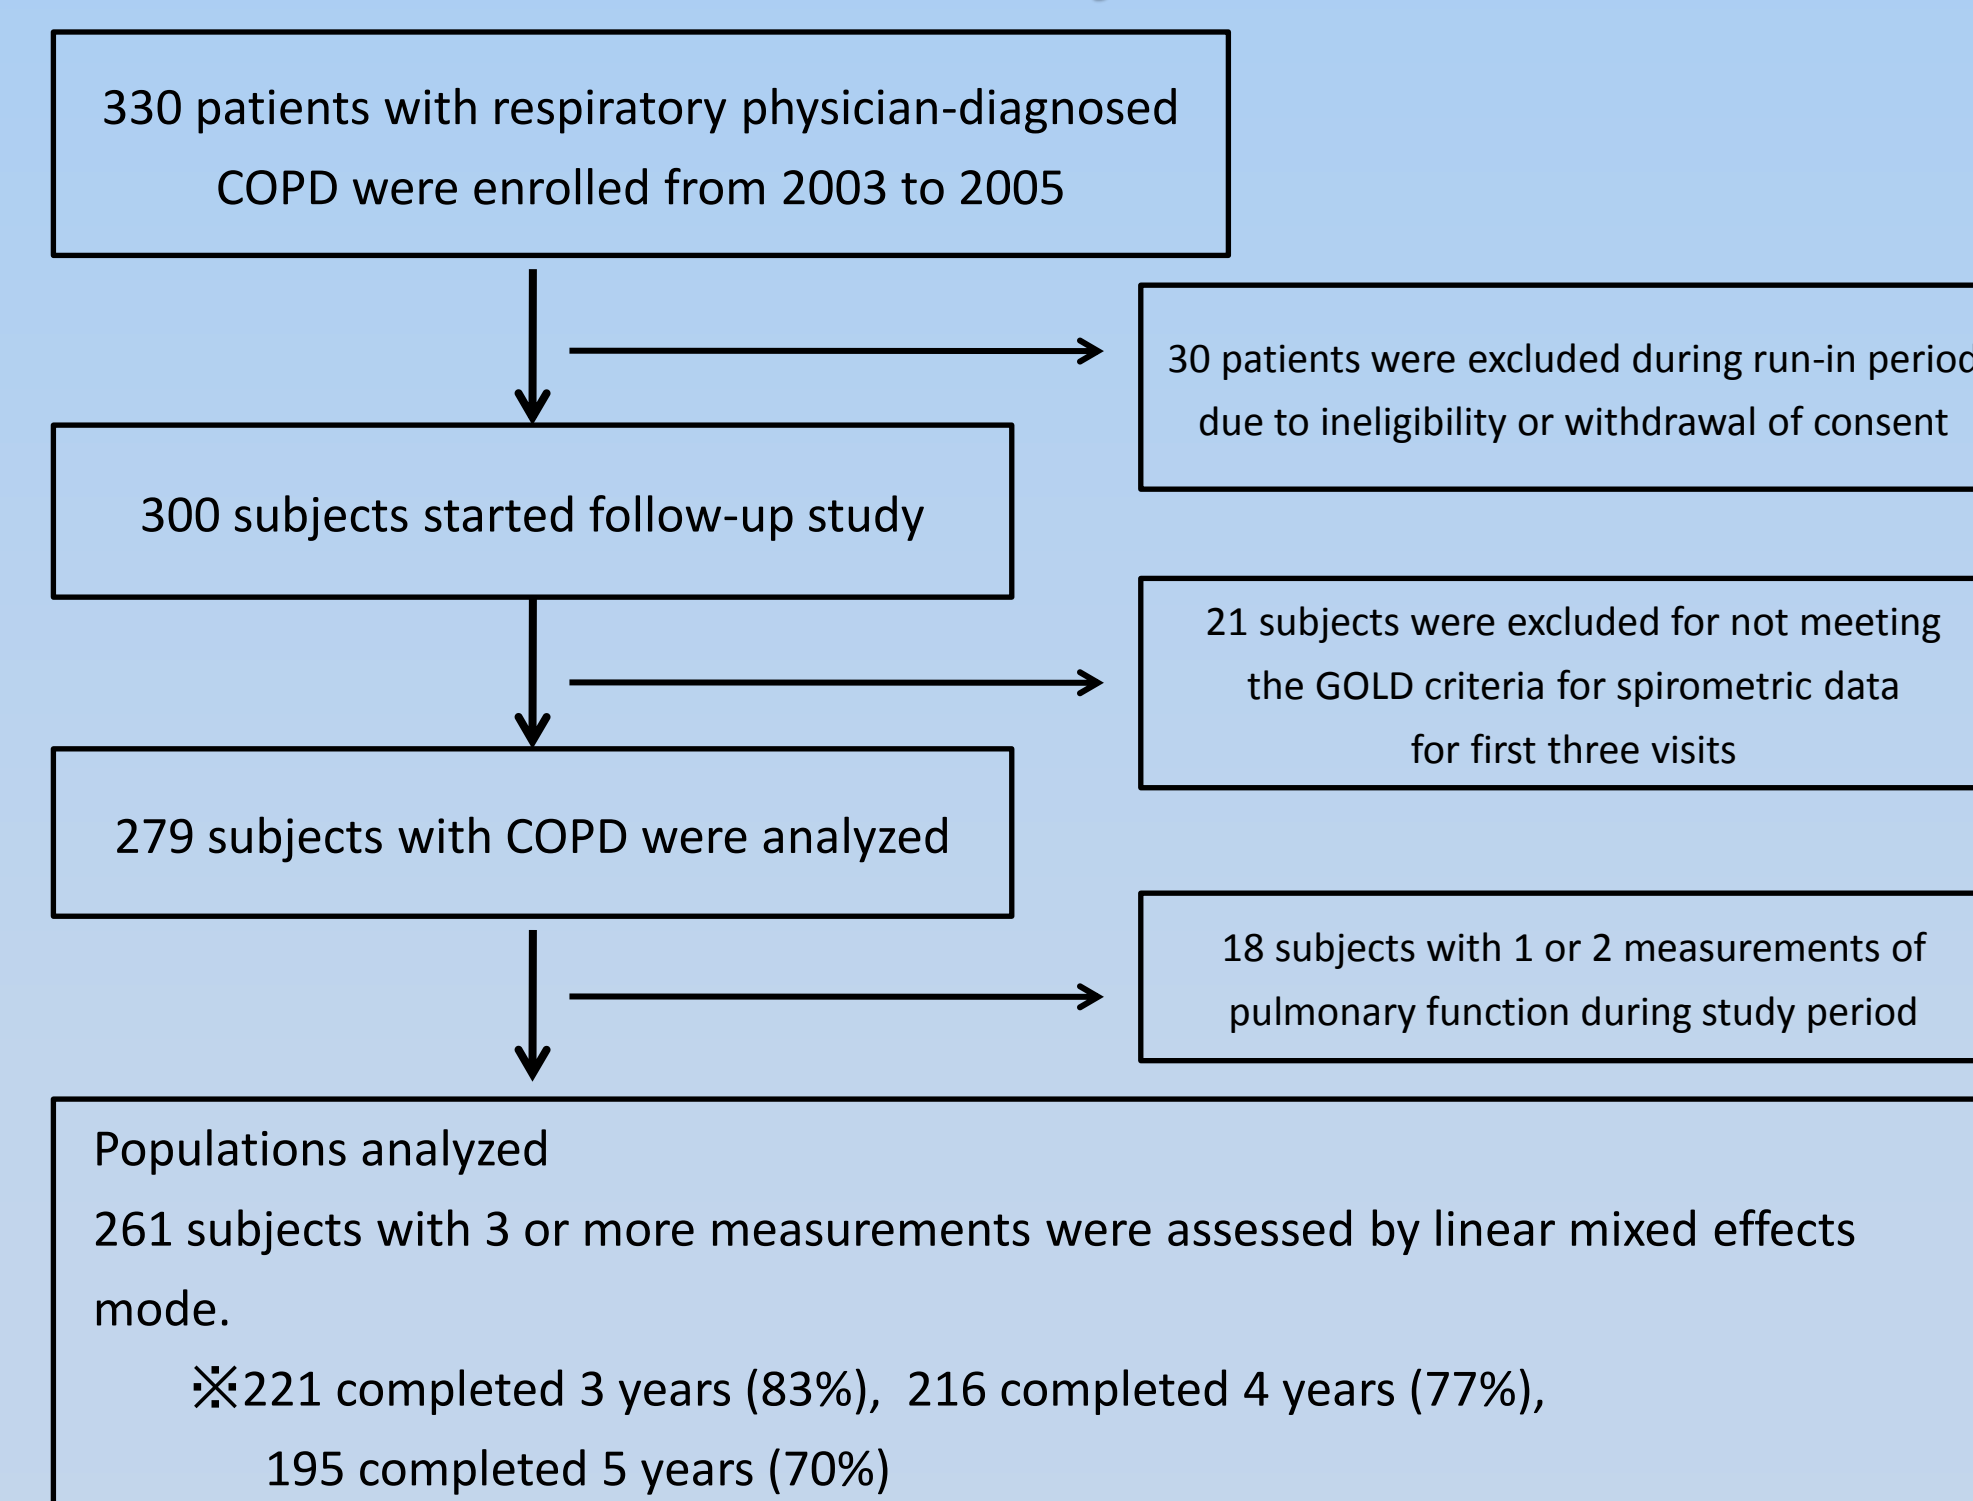 330 patients with respiratory physician-diagnosed
COPD were enrolled from 2003 to 2005
30 patients were excluded during run-in period
due to ineligibility or withdrawal of consent
300 subjects started follow-up study
21 subjects were excluded for not meeting
the GOLD criteria for spirometric data
for first three visits
279 subjects with COPD were analyzed
18 subjects with 1 or 2 measurements of
pulmonary function during study period
Populations analyzed
261 subjects with 3 or more measurements were assessed by linear mixed effects
mode.
※221 completed 3 years (83%), 216 completed 4 years (77%),
195 completed 5 years (70%)